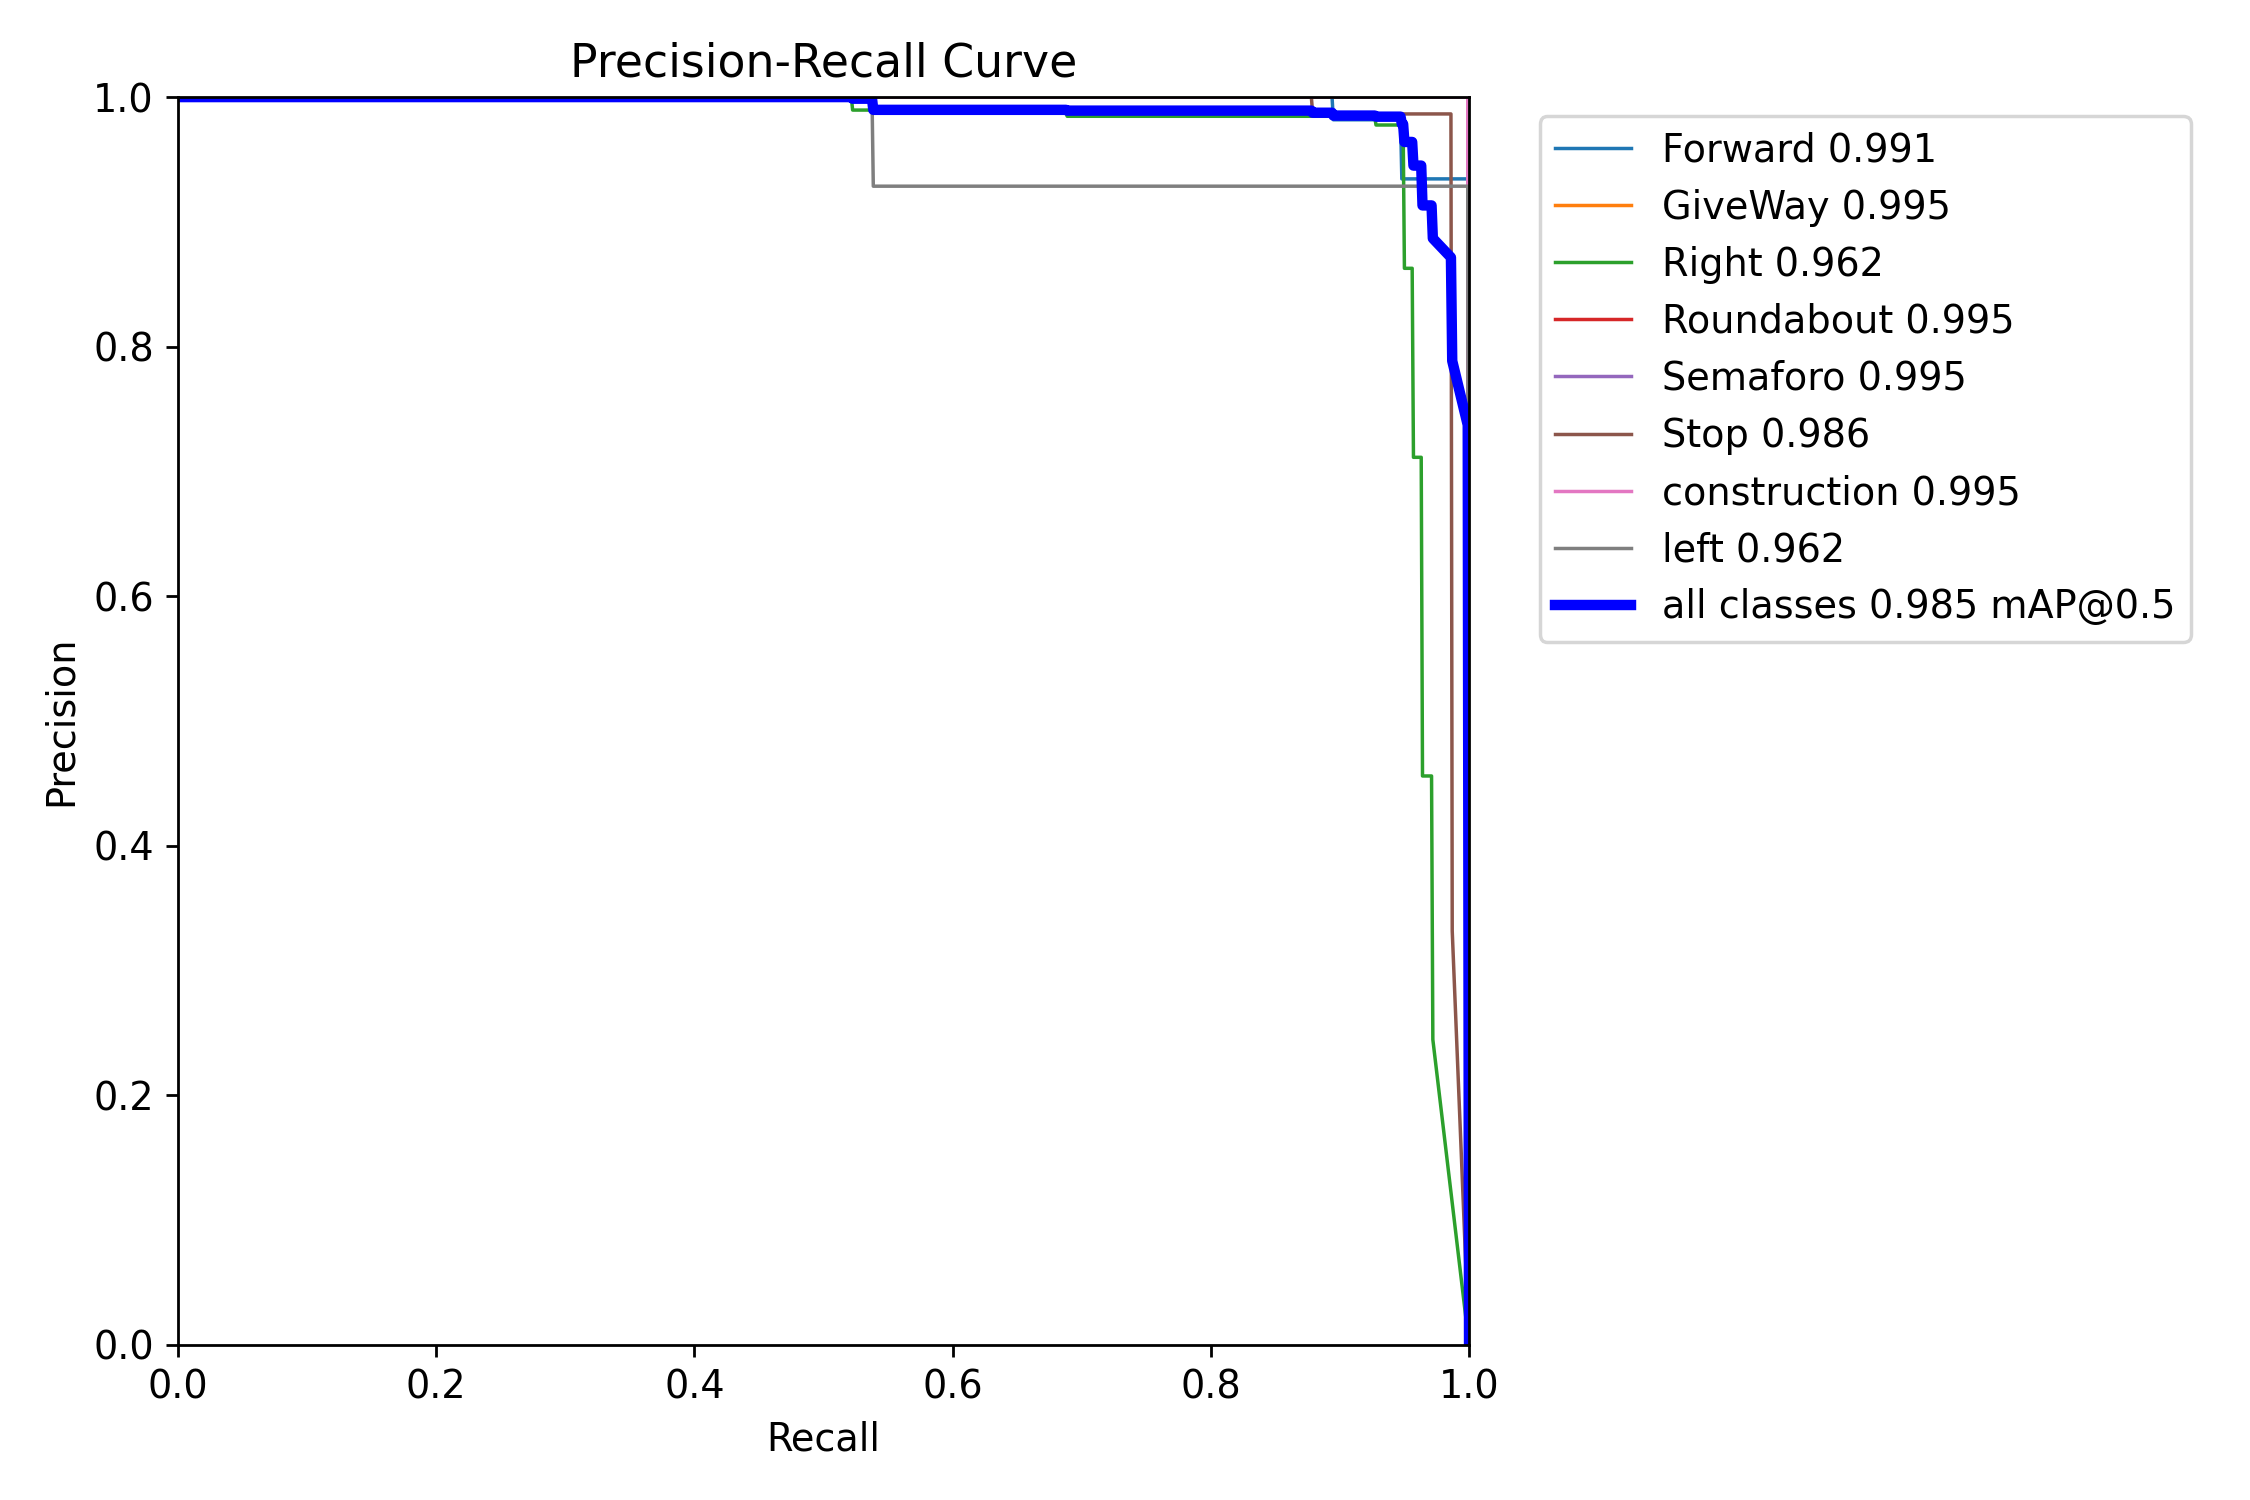 Precision-Recall Curve
1.0
0.8
0.6
0.4
0.2
0.0
Precision
0.0 0.2 0.4 0.6 0.8 1.0
Recall
Forward 0.991
GiveWay 0.995
Right 0.962
Roundabout 0.995
Semaforo 0.995
Stop 0.986
construction 0.995
left 0.962
all classes 0.985 mAP@0.5